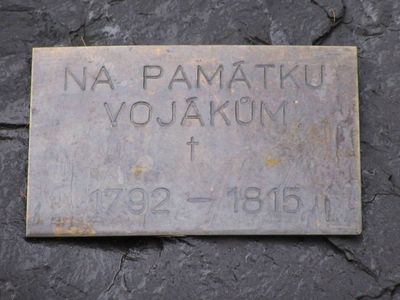 NA PAMÁTKU
VOJÁKŮM
†
1792 – 1815